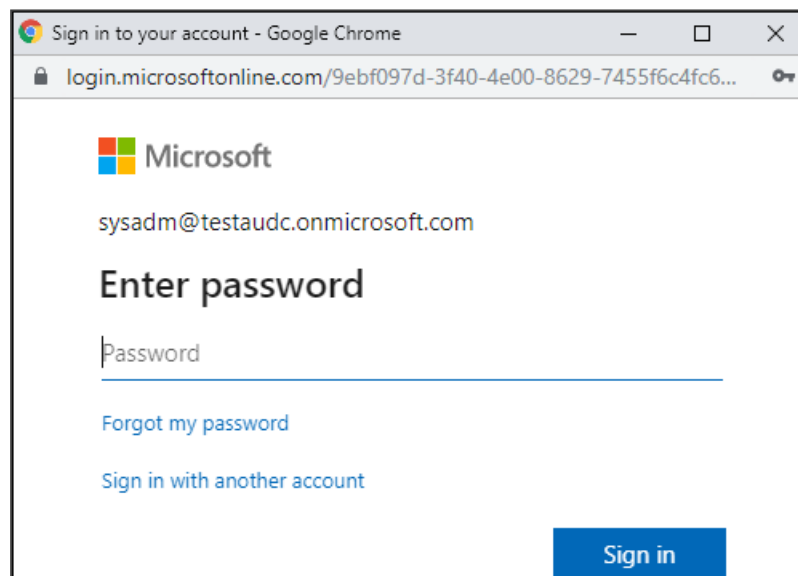 Sign in to your account - Google Chrome
login.microsoftonline.com/9ebf097d-3f40-4e00-8629-7455f6c4fc6...
Microsoft
sysadm@testaudc.onmicrosoft.com
Enter password
Password
Forgot my password
Sign in with another account
Sign in